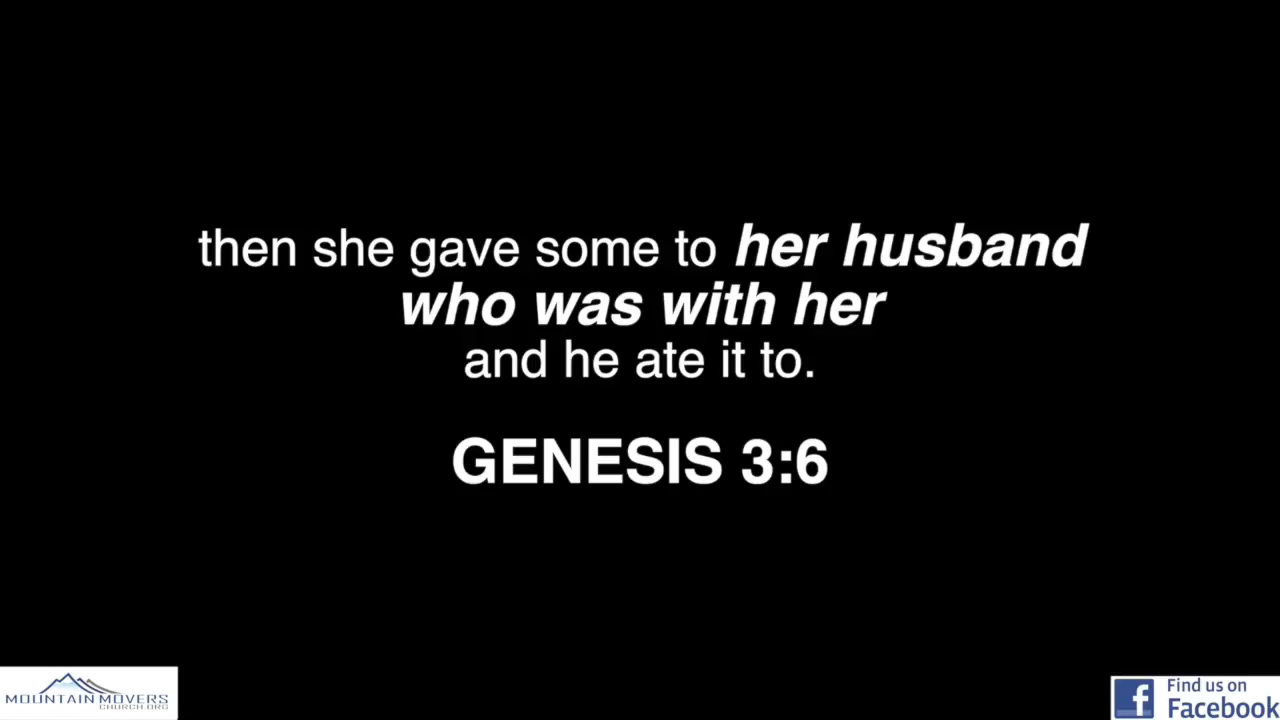 then she gave some to her husband
who was with her
and he ate it to.
GENESIS 3:6
MOUNTAIN MOVERS
CHURCH.ORG
Find us on
Facebook